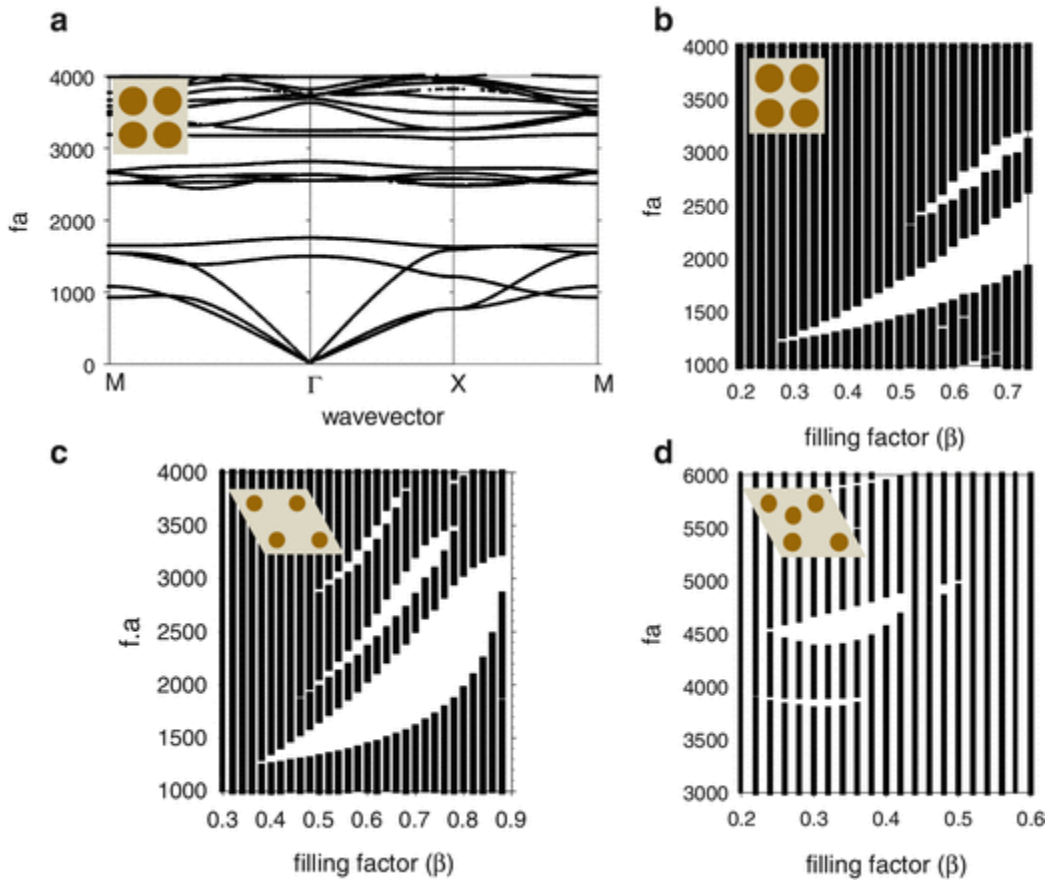 a
4000
3000
2000
1000
0
fa
M Γ X M
wavevector
b
4000
3500
3000
2500
2000
1500
1000
fa
0.2 0.3 0.4 0.5 0.6 0.7
filling factor (β)
c
4000
3500
3000
2500
2000
1500
1000
f.a
0.3 0.4 0.5 0.6 0.7 0.8 0.9
filling factor (β)
d
6000
5500
5000
4500
4000
3500
3000
fa
0.2 0.3 0.4 0.5 0.6
filling factor (β)